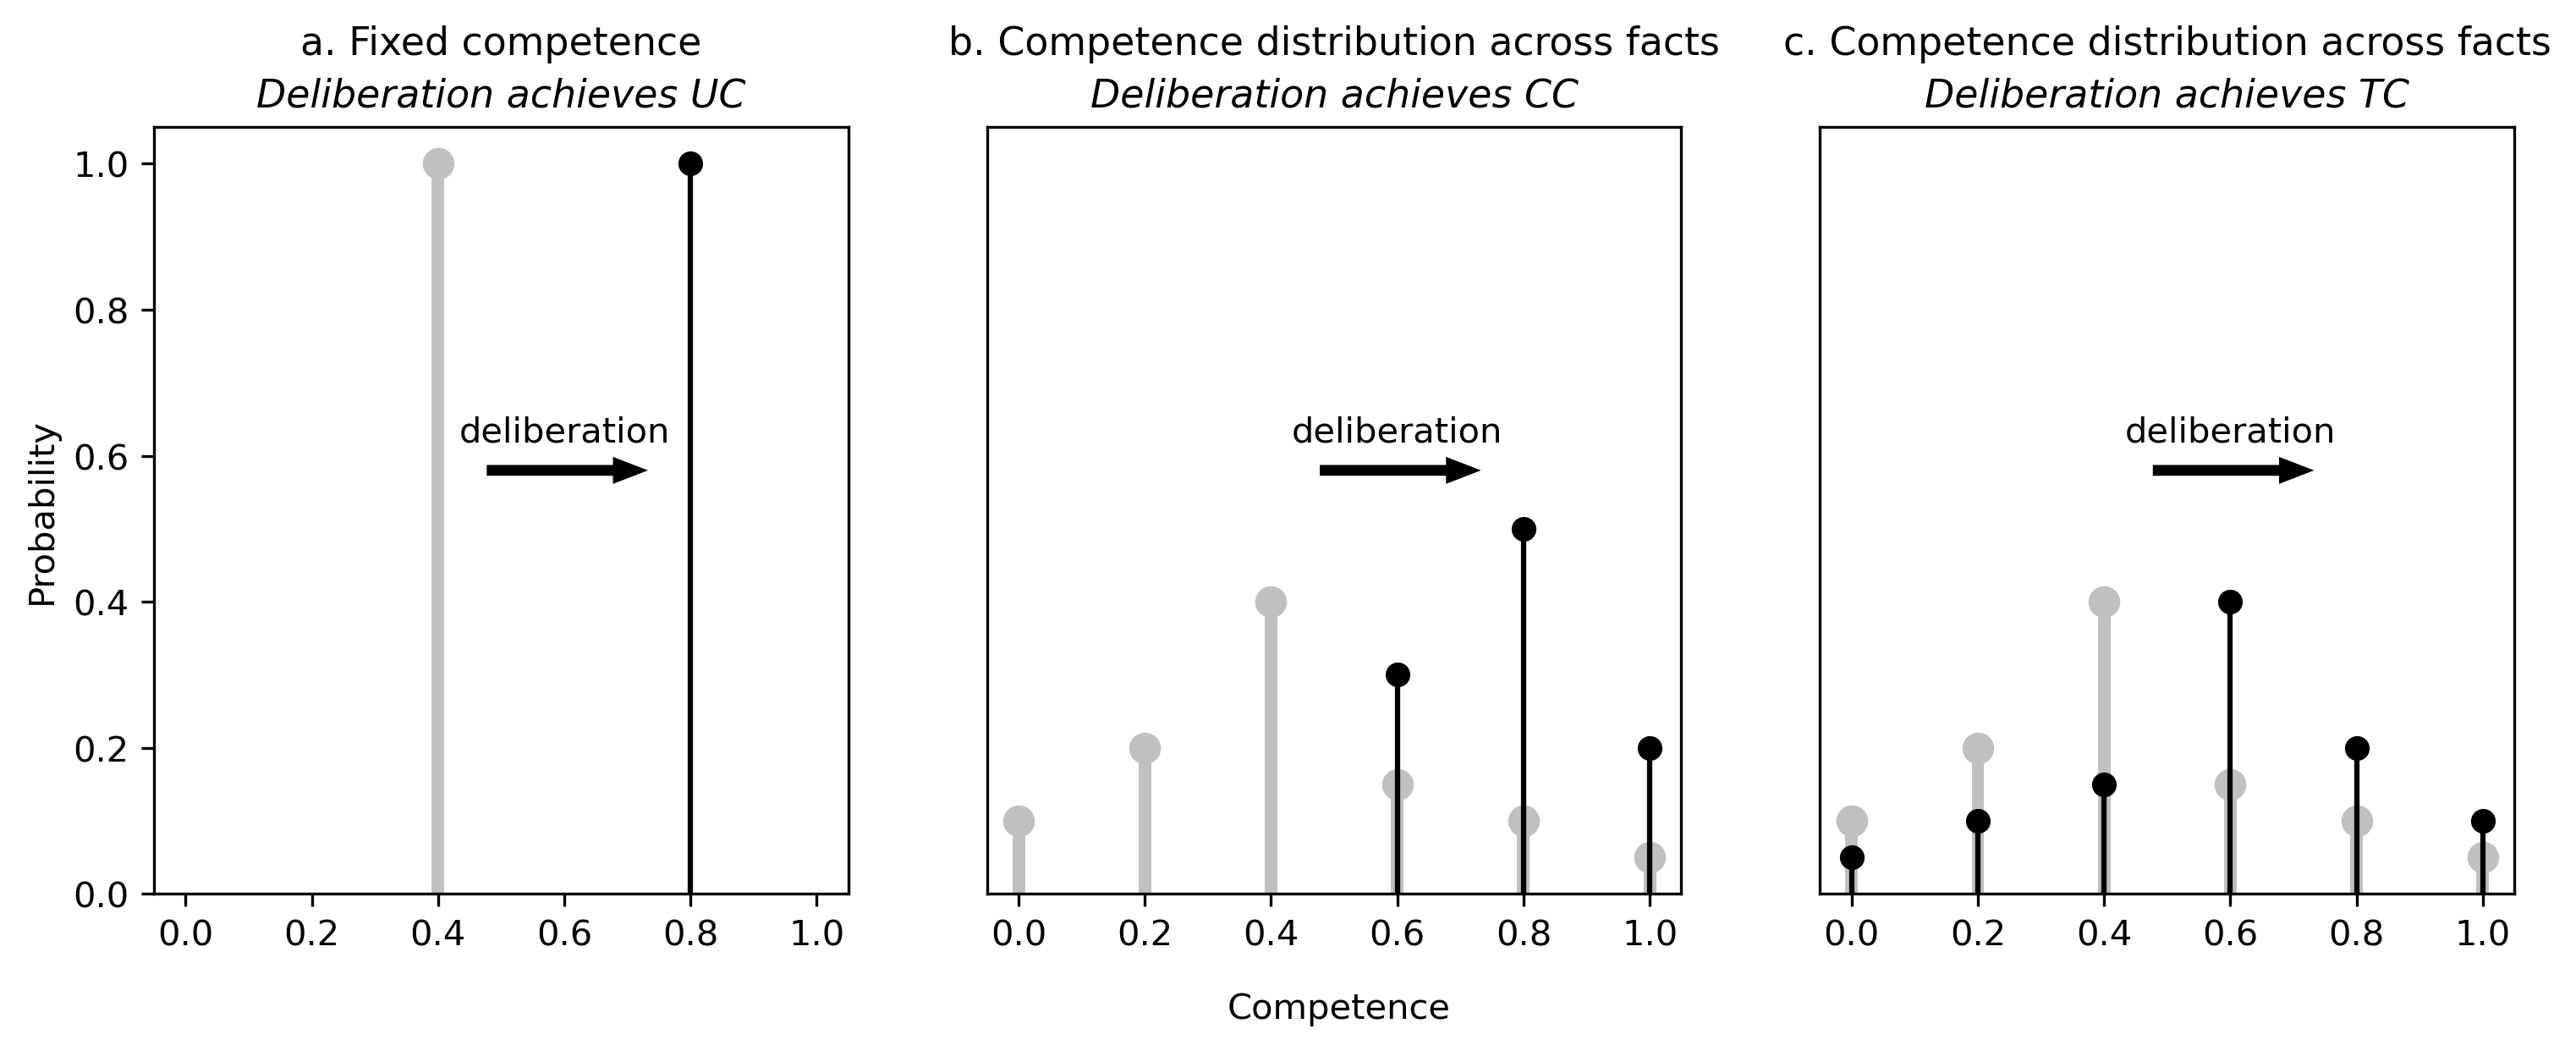 a. Fixed competence
Deliberation achieves UC
b. Competence distribution across facts
Deliberation achieves CC
c. Competence distribution across facts
Deliberation achieves TC
Probability
1.0
0.8
0.6
0.4
0.2
0.0
deliberation
0.0 0.2 0.4 0.6 0.8 1.0
deliberation
0.0 0.2 0.4 0.6 0.8 1.0
deliberation
0.0 0.2 0.4 0.6 0.8 1.0
Competence